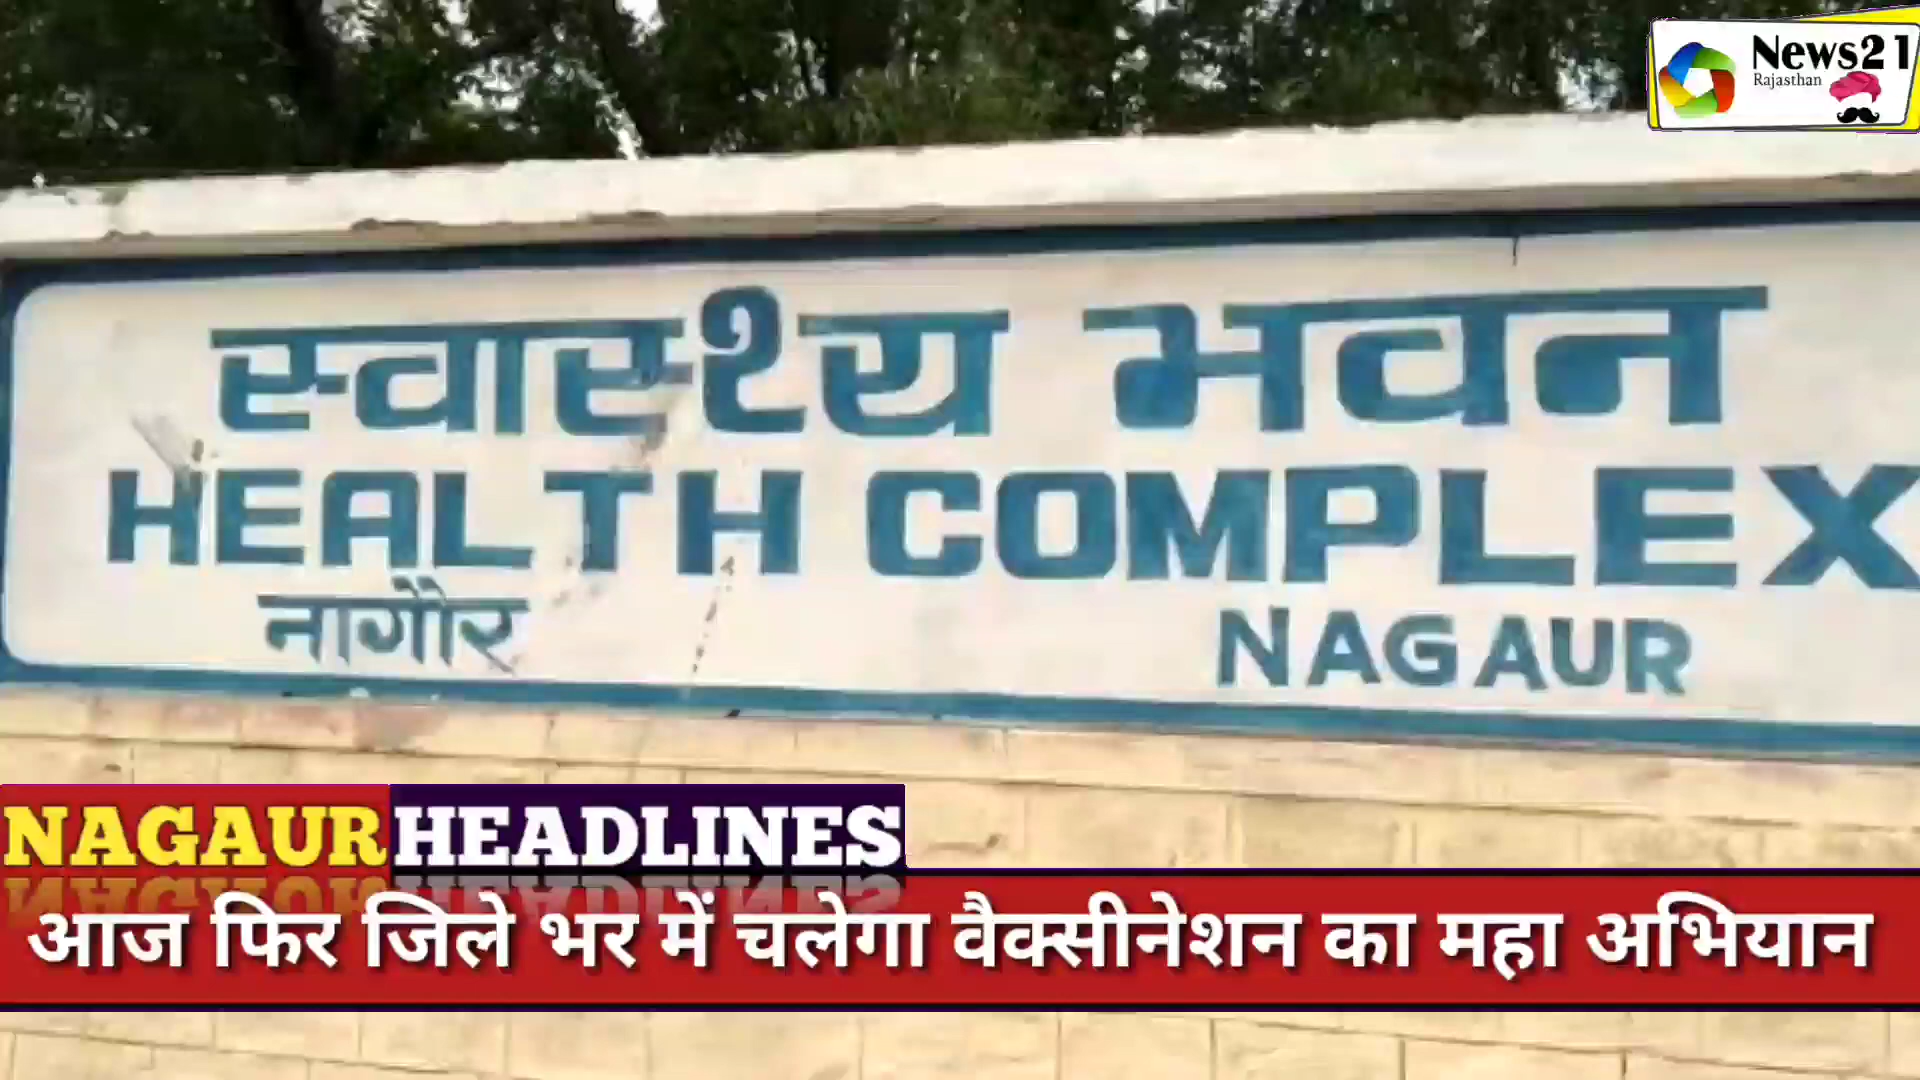 News21
Rajasthan
स्वास्थ्य भवन
HEALTH COMPLEX
नागौर
NAGAUR
NAGAUR HEADLINES
आज फिर जिले भर में चलेगा वैक्सीनेशन का महा अभियान